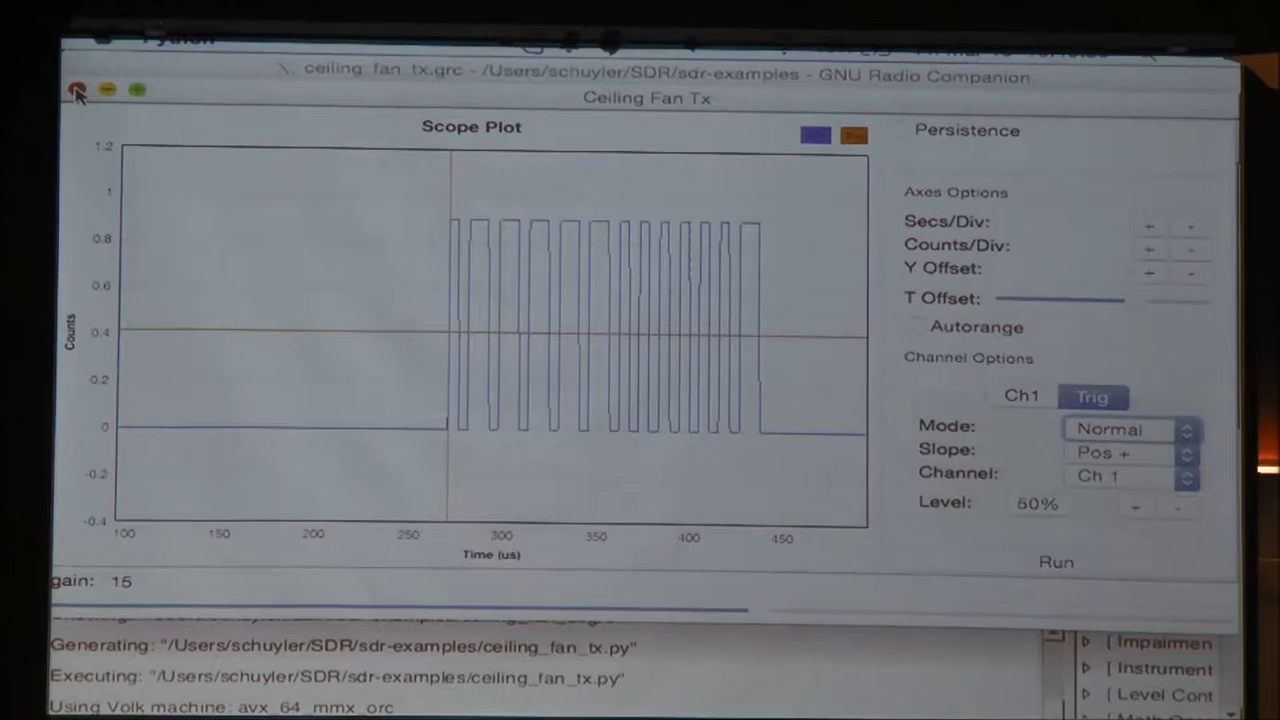 Python
ceiling_fan_tx.grc - /Users/schuyler/SDR/sdr-examples - GNU Radio Companion
Ceiling Fan Tx
Scope Plot
Persistence
1.2
1
0.8
0.6
0.4
0.2
0
-0.2
-0.4
Counts
100
150
200
250
300
350
400
450
Time (us)
Axes Options
Secs/Div:
+
-
Counts/Div:
+
-
Y Offset:
+
-
T Offset:
Autorange
Channel Options
Ch1
Trig
Mode:
Normal
Slope:
Pos +
Channel:
Ch 1
Level:
50%
+
-
Run
gain: 15
Generating: "/Users/schuyler/SDR/sdr-examples/ceiling_fan_tx.py"
Executing: "/Users/schuyler/SDR/sdr-examples/ceiling_fan_tx.py"
Using Volk machine: avx_64_mmx_orc
[ Impairmen
[ Instrument
[ Level Cont